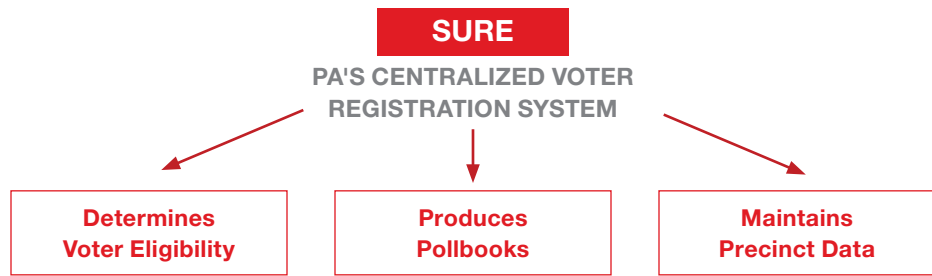 SURE
PA'S CENTRALIZED VOTER
REGISTRATION SYSTEM
Determines
Voter Eligibility
Produces
Pollbooks
Maintains
Precinct Data